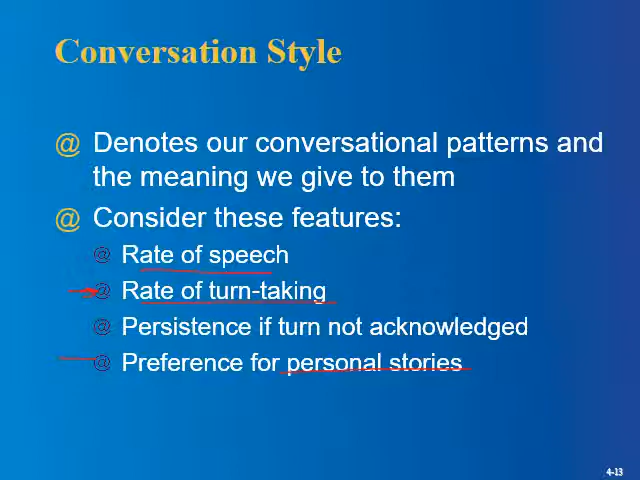 Conversation Style
@ Denotes our conversational patterns and
the meaning we give to them
@ Consider these features:
@ Rate of speech
@ Rate of turn-taking
@ Persistence if turn not acknowledged
@ Preference for personal stories
4-13